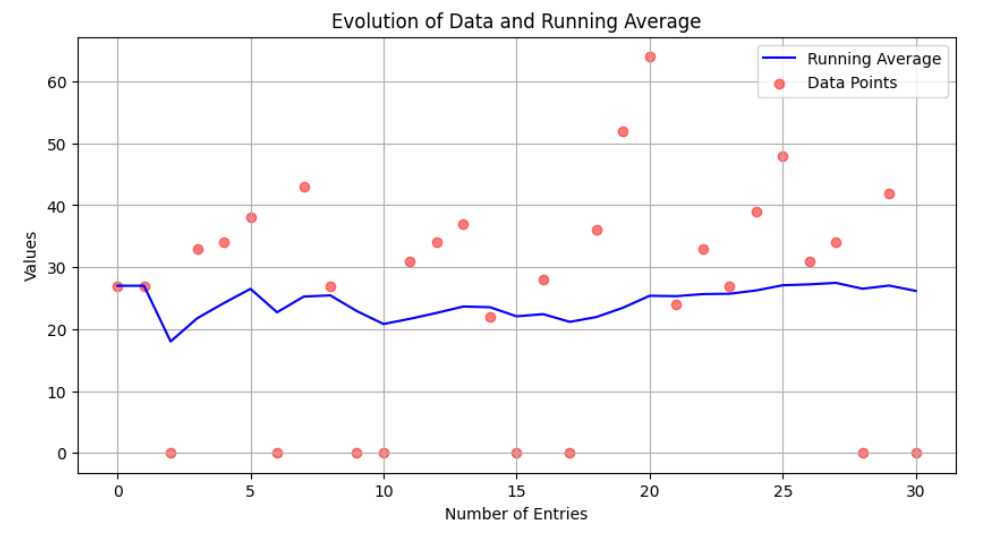 Evolution of Data and Running Average
Running Average
Data Points
Values
60
50
40
30
20
10
0
0 5 10 15 20 25 30
Number of Entries